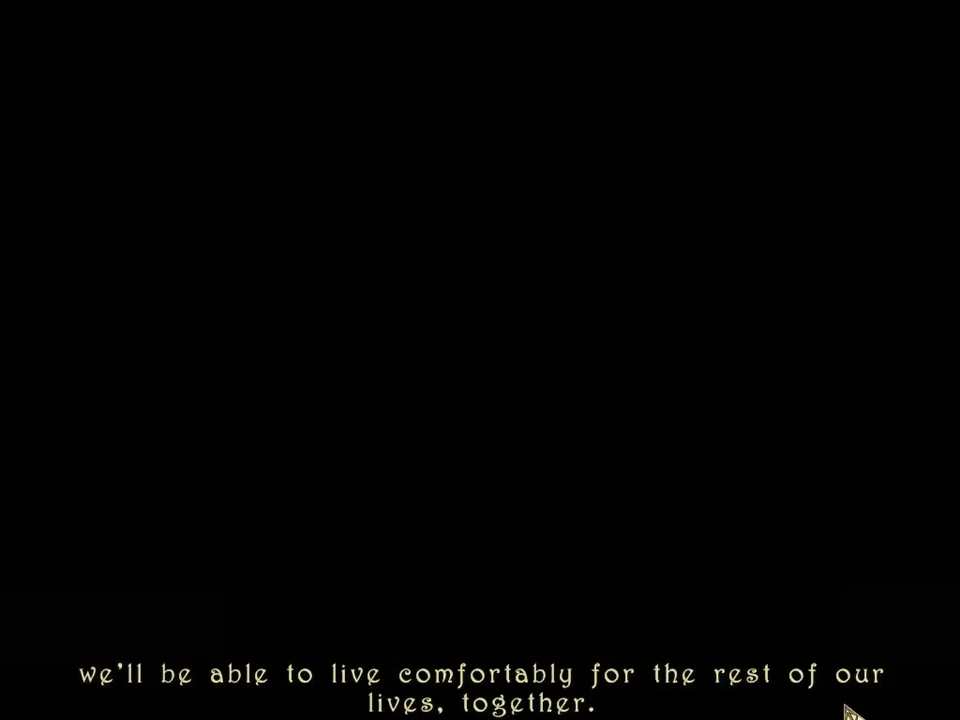 we'll be able to live comfortably for the rest of our
lives, together.